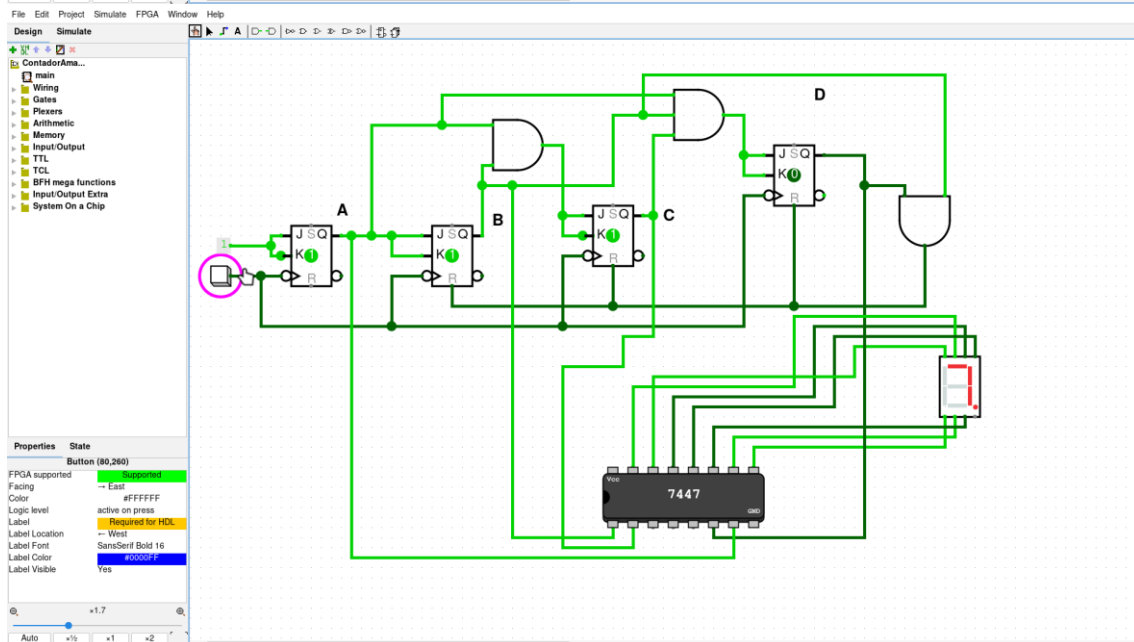 File Edit Project Simulate FPGA Window Help
Design Simulate
A
ContadorAma...
main
Wiring
Gates
Plexers
Arithmetic
Memory
Input/Output
TTL
TCL
BFH mega functions
Input/Output Extra
System On a Chip
Properties State
Button (80,260)
FPGA supported Supported
Facing → East
Color #FFFFFF
Logic level active on press
Label Required for HDL
Label Location ← West
Label Font SansSerif Bold 16
Label Color #0000FF
Label Visible Yes
×1.7
Auto ×½ ×1 ×2
D
J S Q
K 0
R
A
B
C
J S Q
K 1
R
J S Q
K 1
R
J S Q
K 1
R
1
Vcc
7447
GND
7.